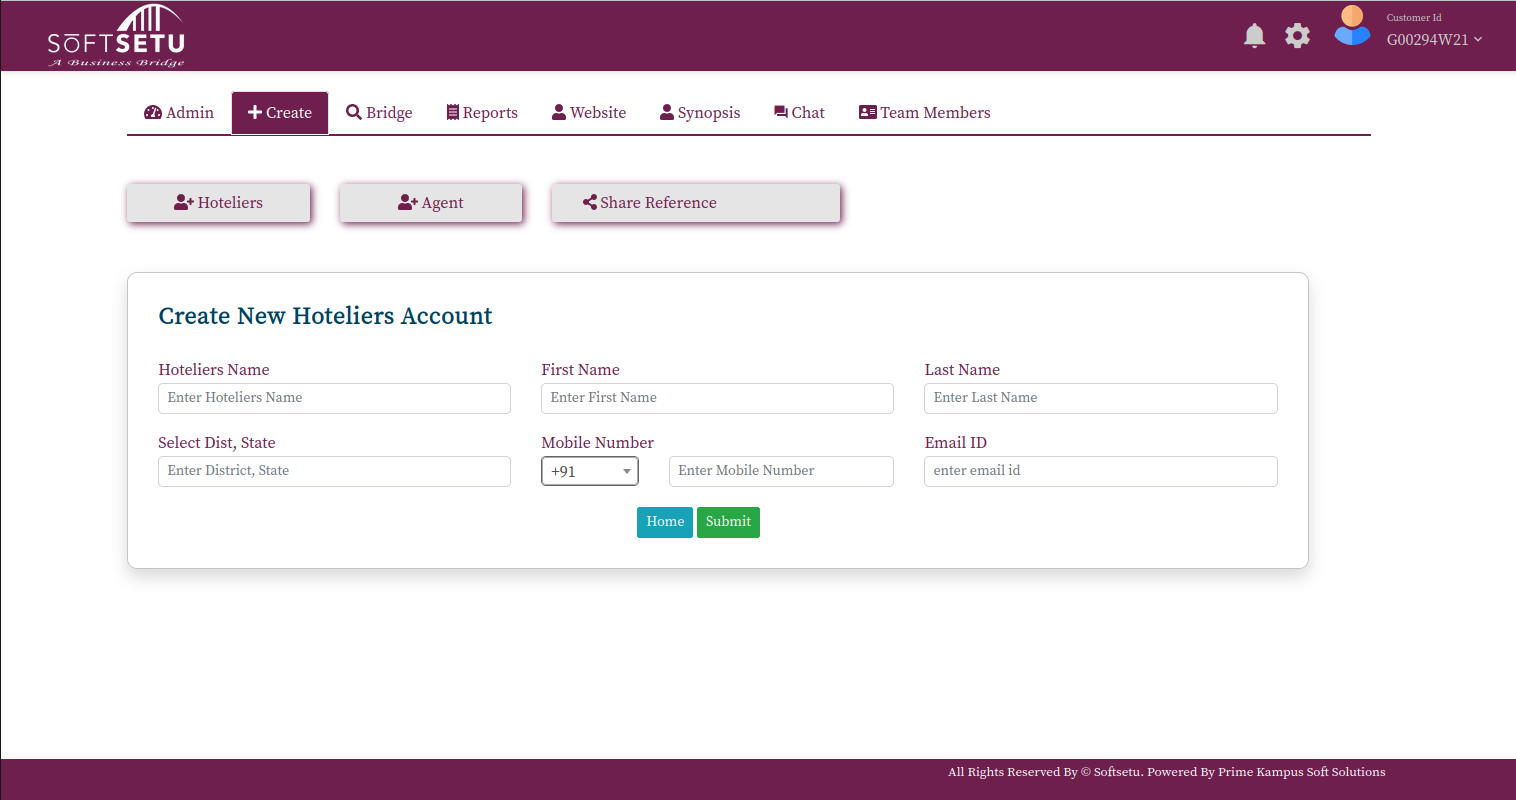 SOFTSETU
A Business Bridge
Customer Id
G00294W21
Admin Create Bridge Reports Website Synopsis Chat Team Members
Hoteliers Agent Share Reference
Create New Hoteliers Account
Hoteliers Name First Name Last Name
Enter Hoteliers Name Enter First Name Enter Last Name
Select Dist, State Mobile Number Email ID
Enter District, State +91 Enter Mobile Number enter email id
Home Submit
All Rights Reserved By © Softsetu. Powered By Prime Kampus Soft Solutions